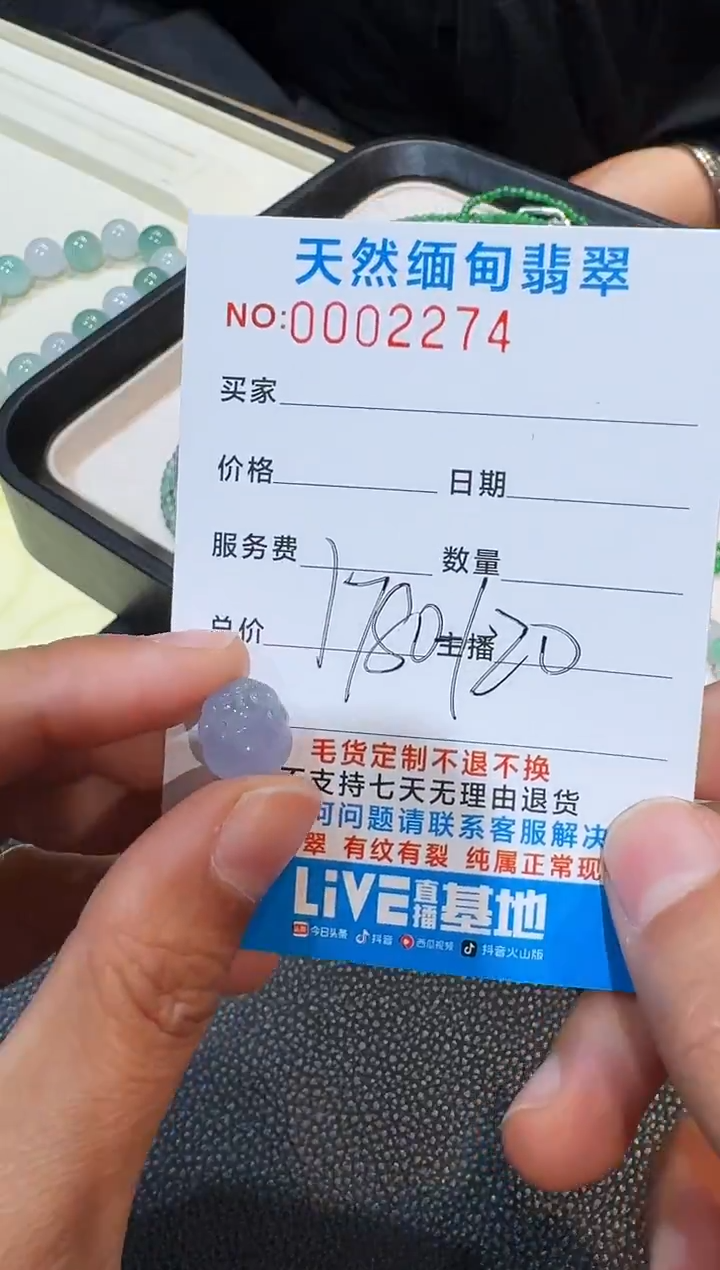 天然缅甸翡翠
NO:0002274
买家
价格 日期
服务费 数量
总价 1780/20 主播
毛货定制不退不换
不支持七天无理由退货
何问题请联系客服解决
翠 有纹有裂 纯属正常现
LiVE直播基地
头条 今日头条 抖音 西瓜视频 抖音火山版